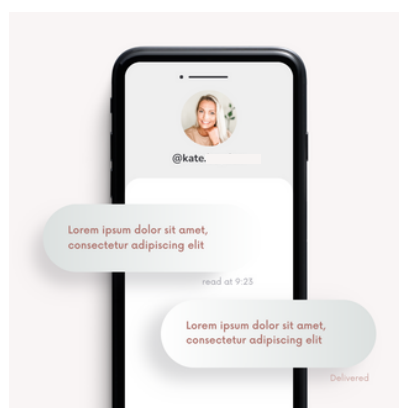 @kate.
Lorem ipsum dolor sit amet,
consectetur adipiscing elit
read at 9:23
Lorem ipsum dolor sit amet,
consectetur adipiscing elit
Delivered